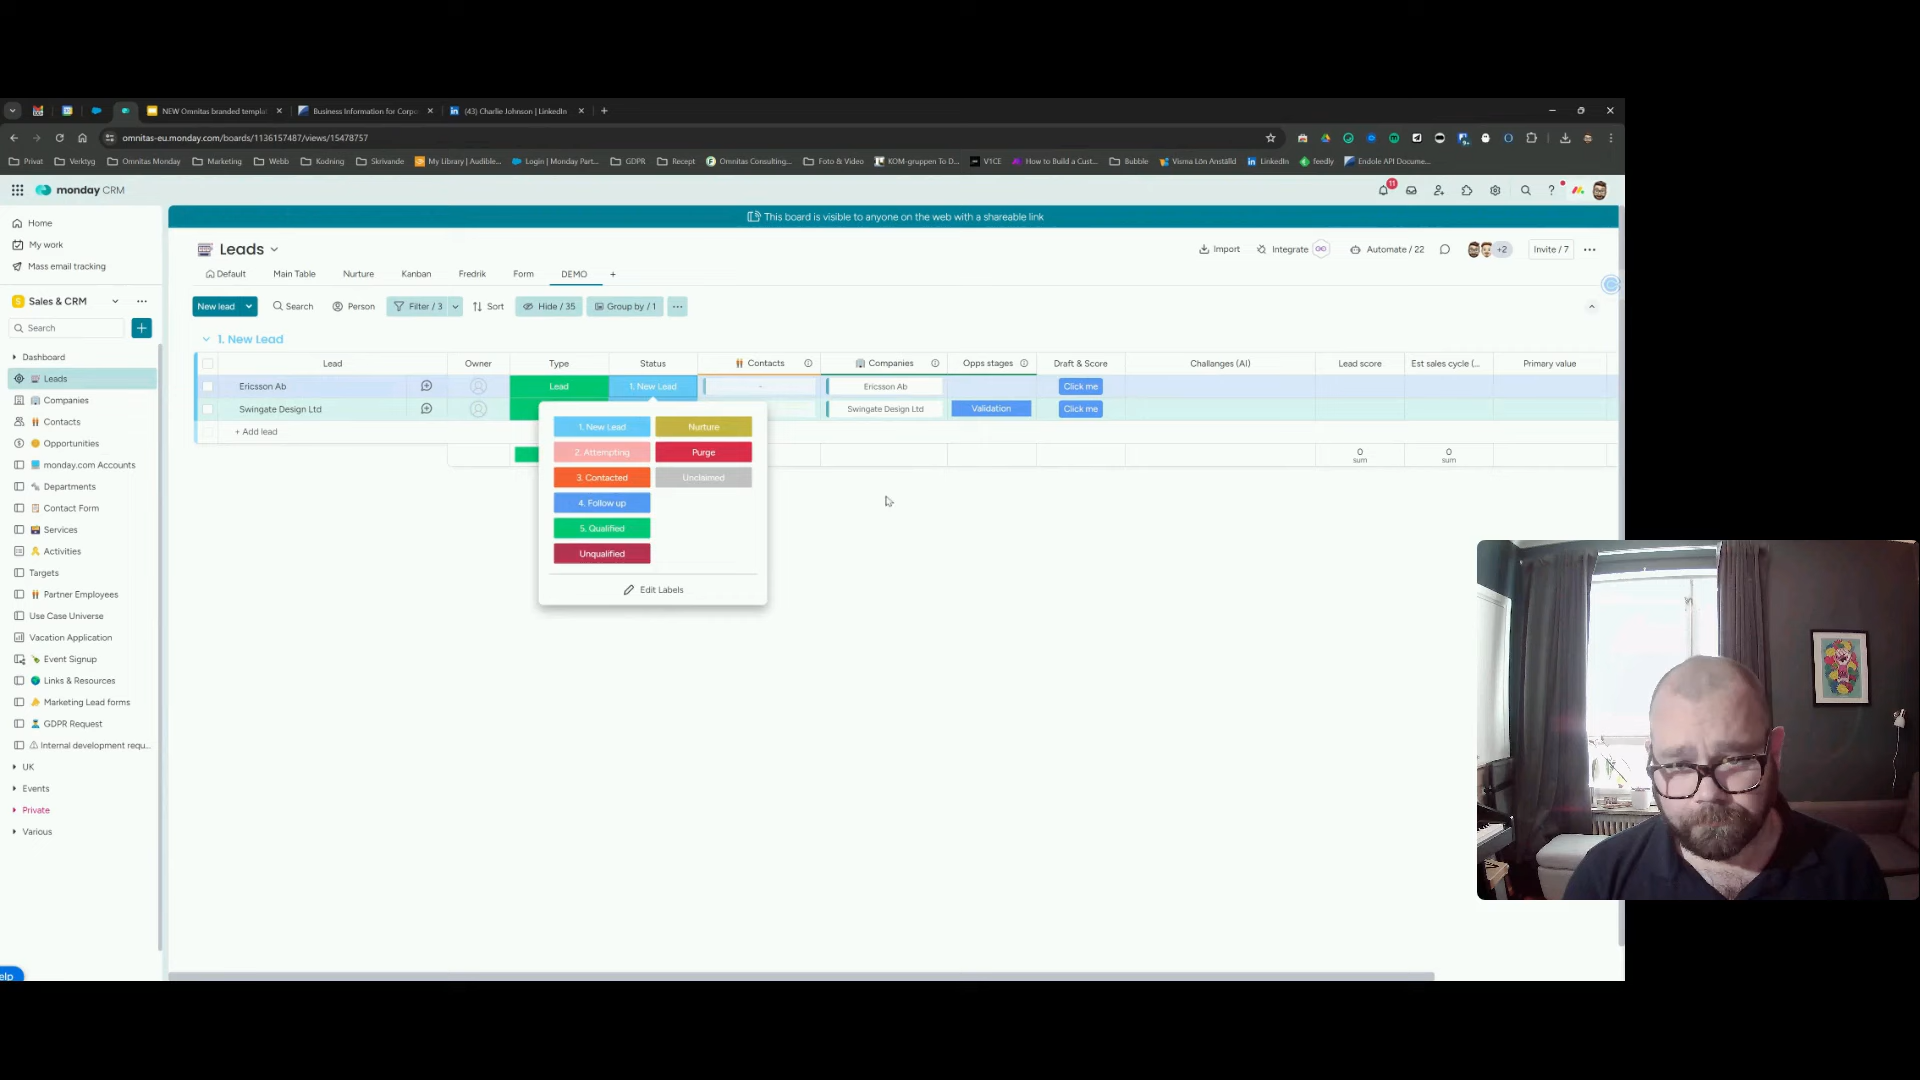 NEW Omnitas branded templa
Business Information for Corpo
(43) Charlie Johnson | LinkedIn
omnitas-eu.monday.com/boards/1136157487/views/15478757
Privat
Verktyg
Omnitas Monday
Marketing
Webb
Kodning
Skrivande
My Library | Audible...
Login | Monday Part...
GDPR
Recept
Omnitas Consulting...
Foto & Video
KOM-gruppen To D...
V1CE
How to Build a Cust...
Bubble
Visma Lön Anställd
LinkedIn
feedly
Endole API Docume...
monday CRM
11
Home
My work
Mass email tracking
Sales & CRM
Search
Dashboard
Leads
Companies
Contacts
Opportunities
monday.com Accounts
Departments
Contact Form
Services
Activities
Targets
Partner Employees
Use Case Universe
Vacation Application
Event Signup
Links & Resources
Marketing Lead forms
GDPR Request
Internal development requ...
UK
Events
Private
Various
elp
This board is visible to anyone on the web with a shareable link
Leads
Import
Integrate
Automate / 22
+2
Invite / 7
Default
Main Table
Nurture
Kanban
Fredrik
Form
DEMO
New lead
Search
Person
Filter / 3
Sort
Hide / 35
Group by / 1
1. New Lead
Lead
Owner
Type
Status
Contacts
Companies
Opps stages
Draft & Score
Challanges (AI)
Lead score
Est sales cycle (...
Primary value
Ericsson Ab
Lead
1. New Lead
-
Ericsson Ab
Click me
Swingate Design Ltd
Swingate Design Ltd
Validation
Click me
+ Add lead
0
sum
0
sum
1. New Lead
Nurture
2. Attempting
Purge
3. Contacted
Unclaimed
4. Follow up
5. Qualified
Unqualified
Edit Labels